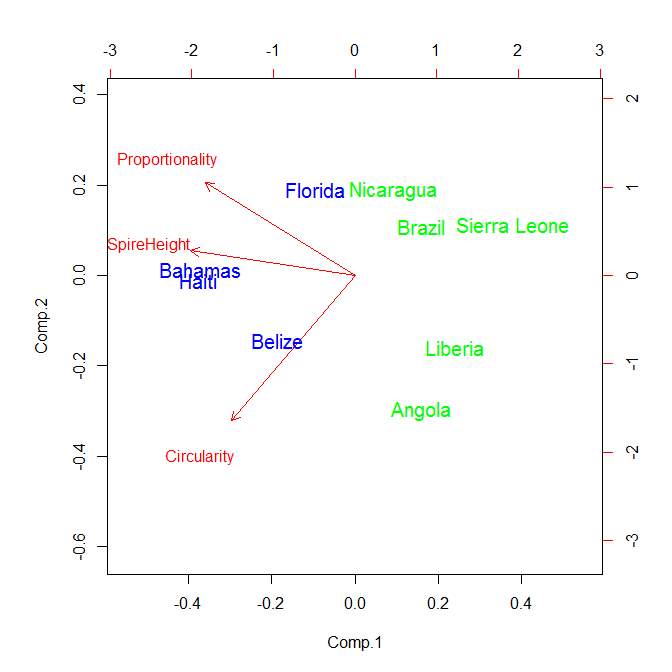 -3 -2 -1 0 1 2 3
0.4 2
Proportionality
0.2 Florida Nicaragua 1
Brazil Sierra Leone
SpireHeight
0.0 Bahamas 0
Haiti
Comp.2
Belize Liberia
-0.2 -1
Angola
-0.4 Circularity -2
-0.6 -3
-0.4 -0.2 0.0 0.2 0.4
Comp.1